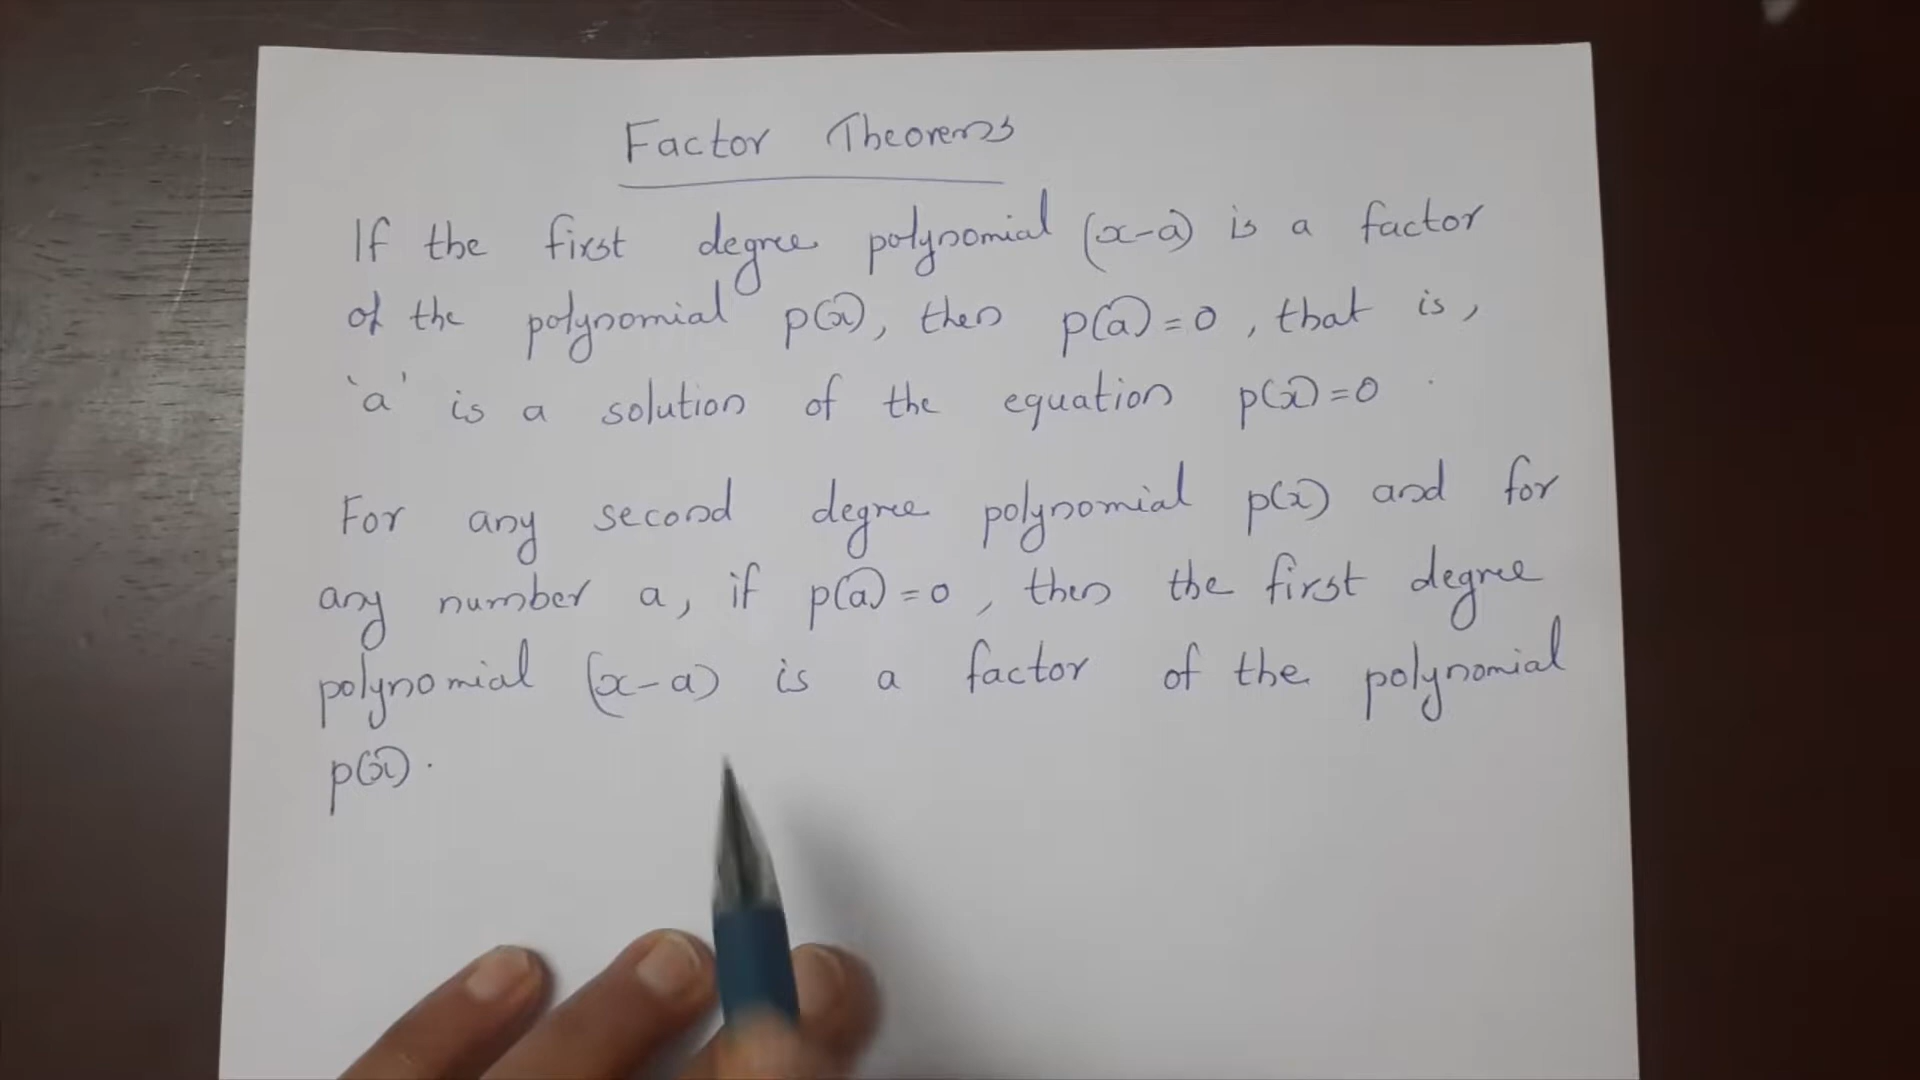 Factor Theorem
If the first degree polynomial (x-a) is a factor
of the polynomial p(x), then p(a)=0, that is,
'a' is a solution of the equation p(x)=0.
For any second degree polynomial p(x) and for
any number a, if p(a)=0, then the first degree
polynomial (x-a) is a factor of the polynomial
p(x).